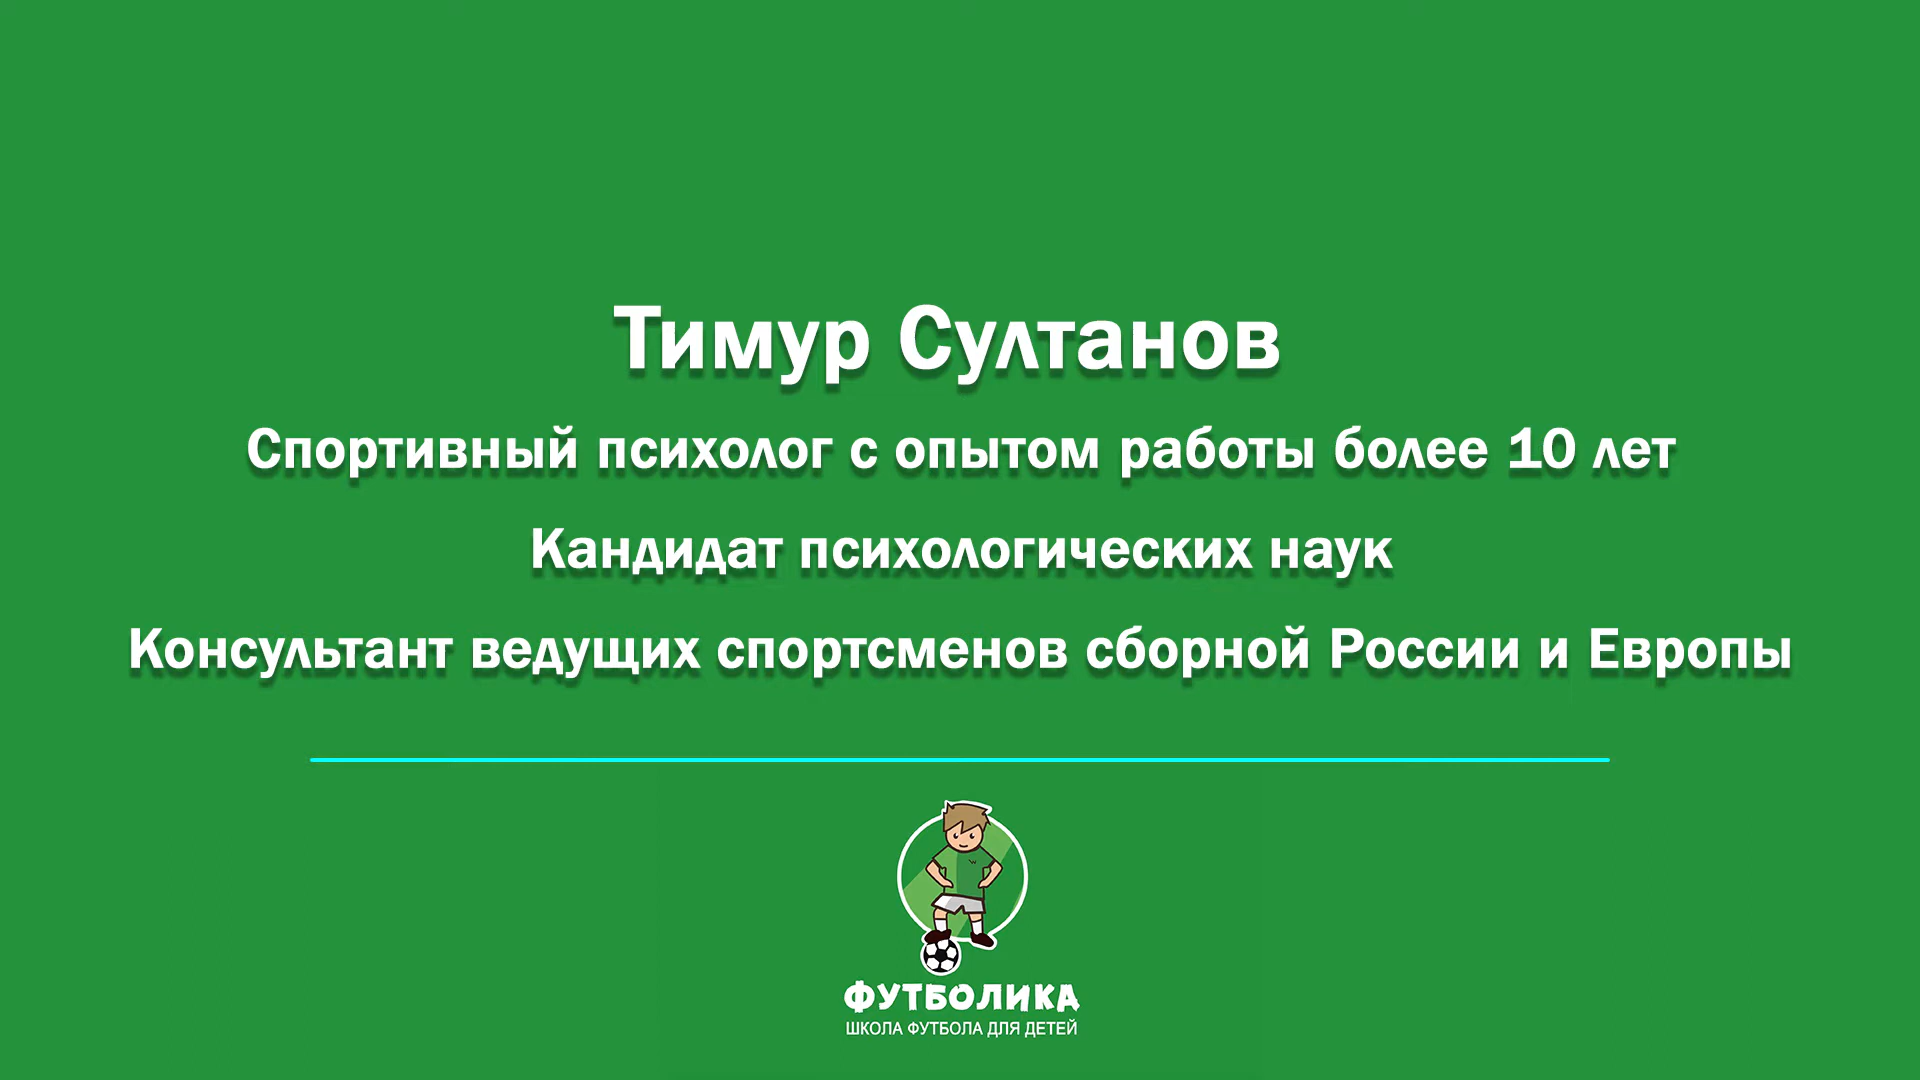 Тимур Султанов
Спортивный психолог с опытом работы более 10 лет
Кандидат психологических наук
Консультант ведущих спортсменов сборной России и Европы
ФУТБОЛИКА
ШКОЛА ФУТБОЛА ДЛЯ ДЕТЕЙ